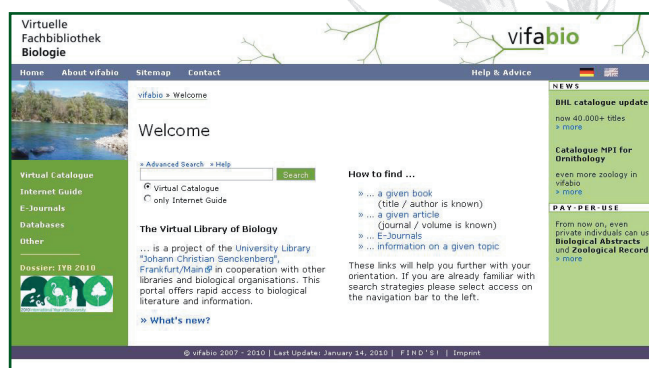 Virtuelle
Fachbibliothek
Biologie
vifabio
Home About vifabio Sitemap Contact Help & Advice
vifabio » Welcome
Welcome
» Advanced Search » Help
Search
Virtual Catalogue
only Internet Guide
The Virtual Library of Biology
... is a project of the University Library
"Johann Christian Senckenberg",
Frankfurt/Main in cooperation with other
libraries and biological organisations. This
portal offers rapid access to biological
literature and information.
» What's new?
How to find ...
» ... a given book
(title / author is known)
» ... a given article
(journal / volume is known)
» ... E-Journals
» ... information on a given topic
These links will help you further with your
orientation. If you are already familiar with
search strategies please select access on
the navigation bar to the left.
Virtual Catalogue
Internet Guide
E-Journals
Databases
Other
Dossier: IYB 2010
2010
NEWS
BHL catalogue update
now 40.000+ titles
» more
Catalogue MPI for
Ornithology
even more zoology in
vifabio
» more
PAY-PER-USE
From now on, even
private indivduals can us
Biological Abstracts
und Zoological Record
» more
© vifabio 2007 - 2010 | Last Update: January 14, 2010 | FIND'S! | Imprint